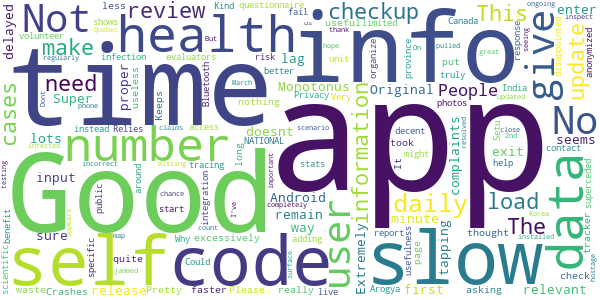 less Kind Not review shows questionnaire delayed
health checkup Canada This give enter
volunteer make infection But regularly fail us evaluators Quebec
time info
usefullimited put response 2nd province organize On hope pulled
anonymized disappointed inspect update
need risk Bluetooth better lag unit March great phone
proper useless Dont Super
cases number Monotonus Original People Privacy Very Keeps
No India truly seeing ongoing updated
nothing claims access
app
lots Relies instead doesnt photos seems close scenario
Good user information complaints exit
long stats tracing NATIONAL decent took It might help thank Setu resolved
data
input testing incorrect missing Android remain way
infected around integration chance I've public start
tapping load contact
sure self code slow
daily The tracker superceded
scientific benefit specific map quite jammed
Why Could count completely important surface
minute report usefulness page Korea installed
excessively Extremely first relevant hostage
waste Crashes release Pretty faster Please adding really live Arogya asking check